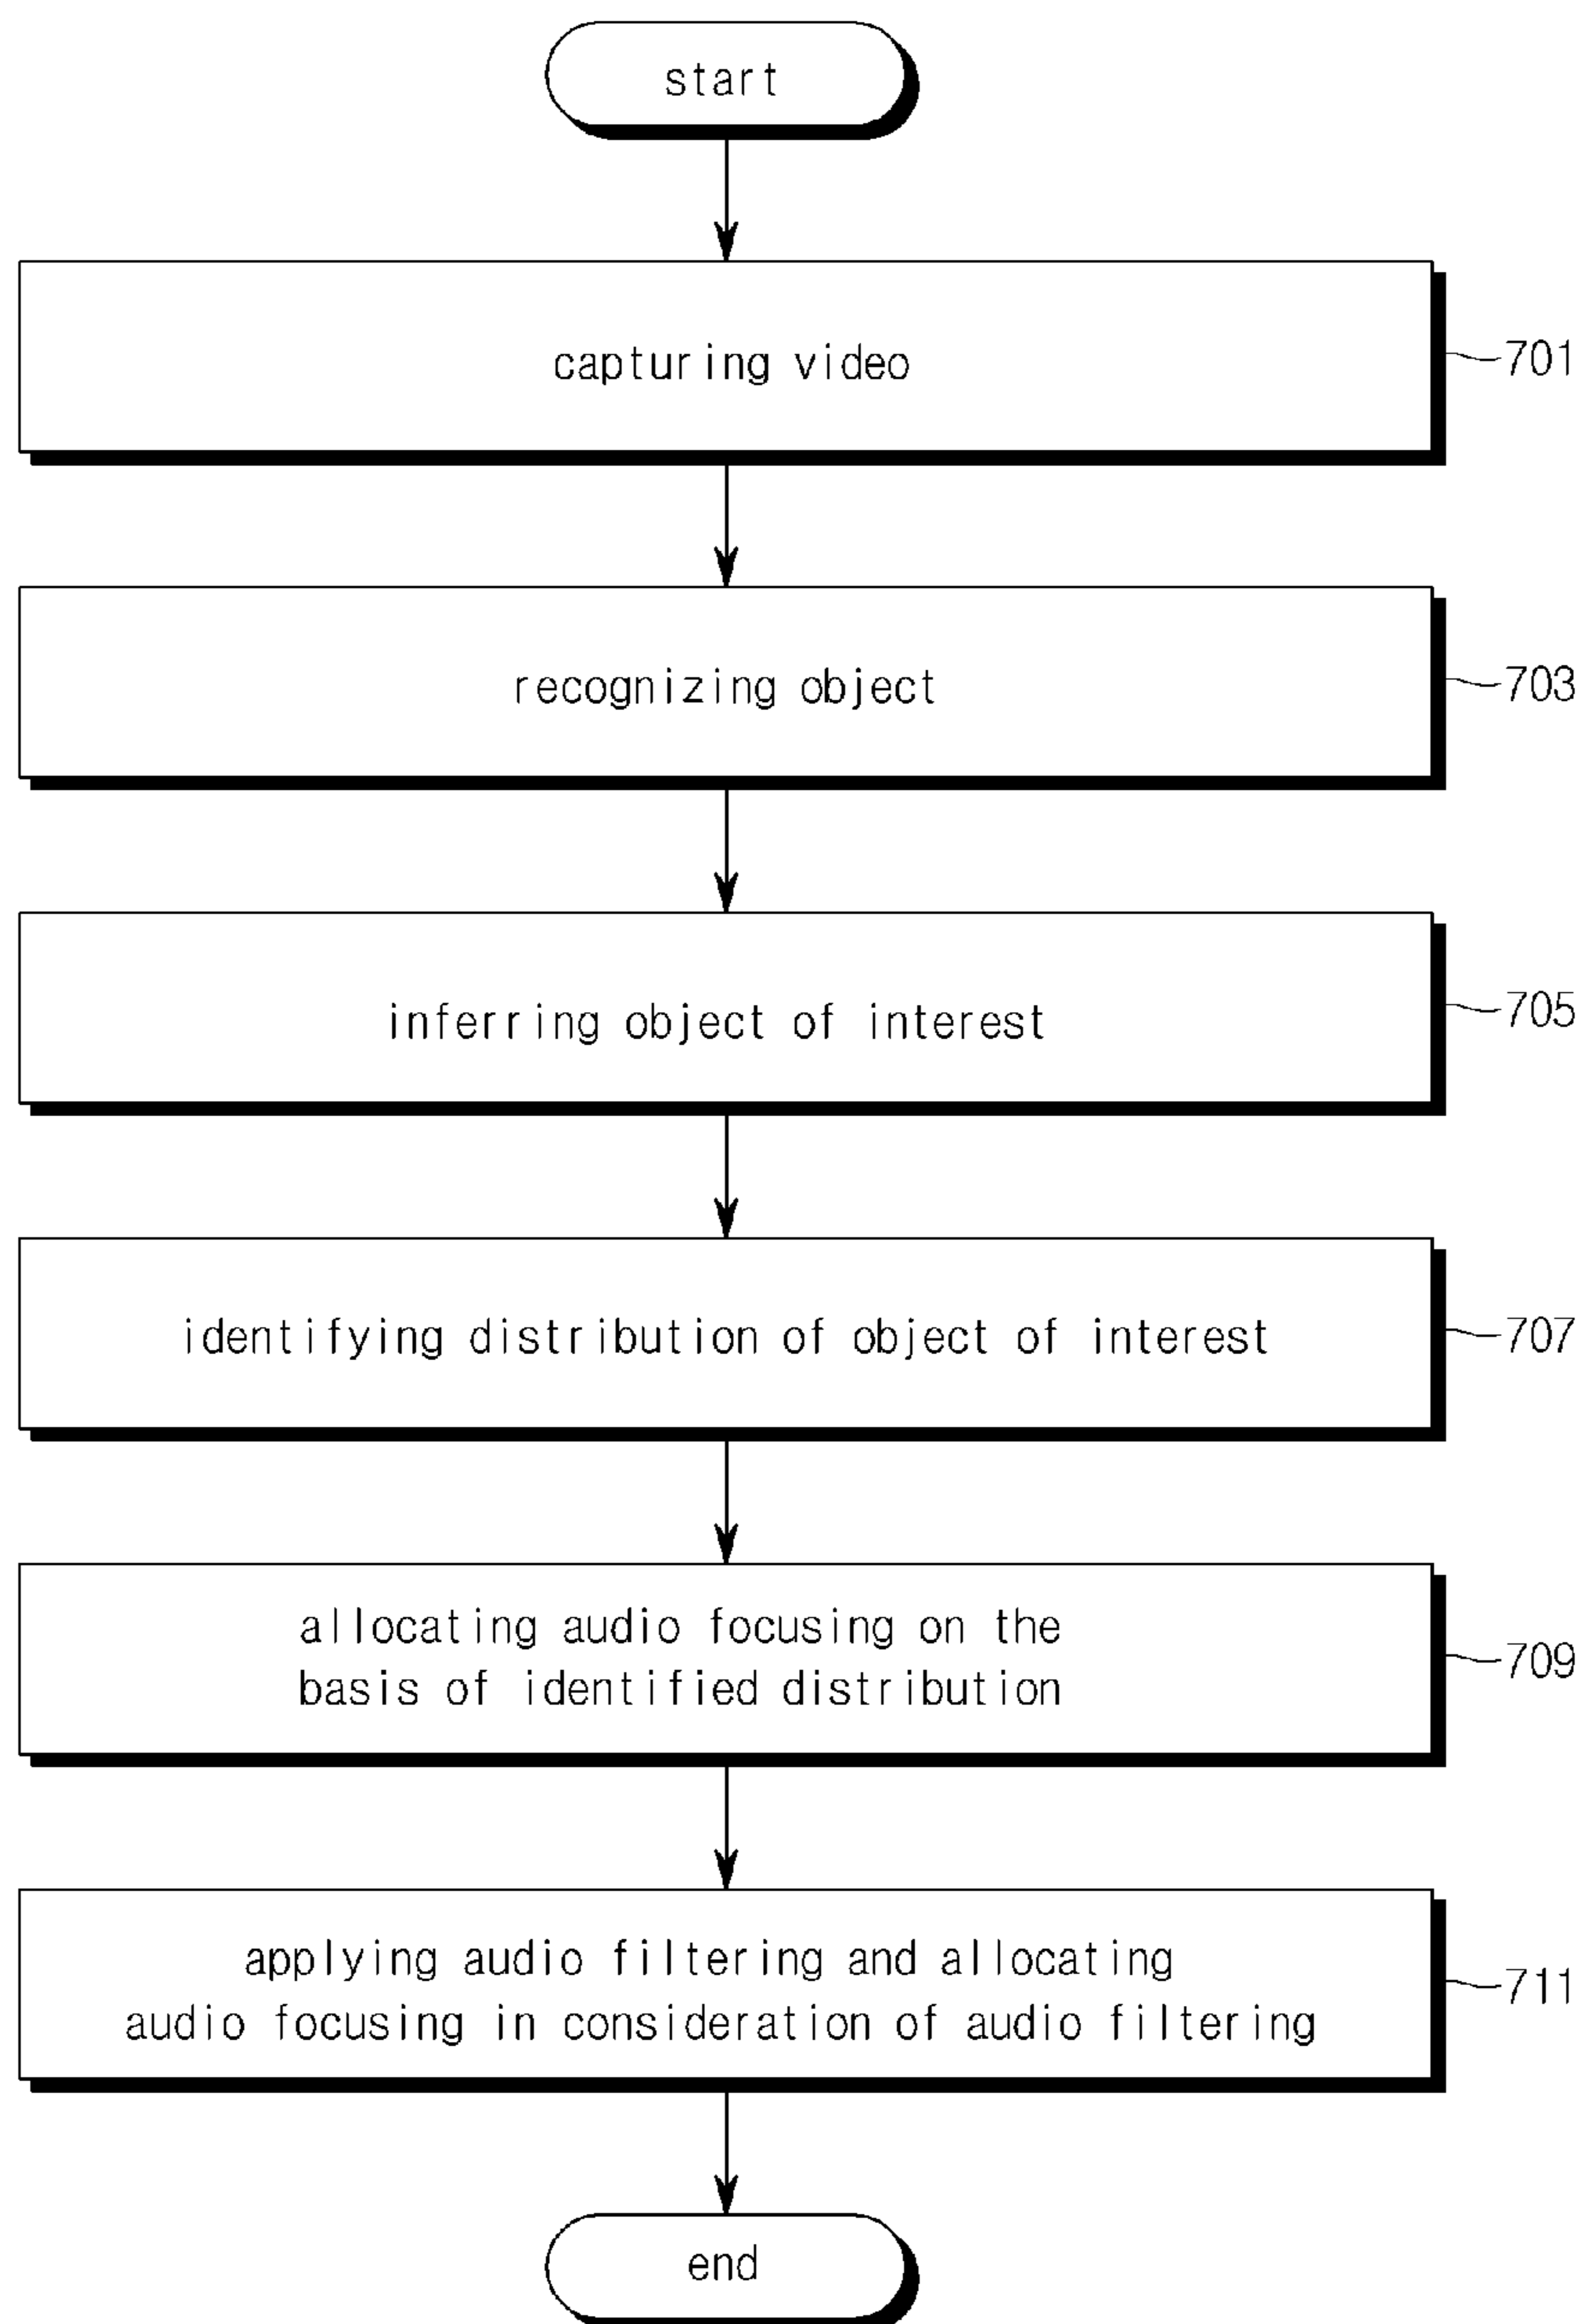 start
capturing video
701
recognizing object
703
inferring object of interest
705
identifying distribution of object of interest
707
allocating audio focusing on the
basis of identified distribution
709
applying audio filtering and allocating
audio focusing in consideration of audio filtering
711
end